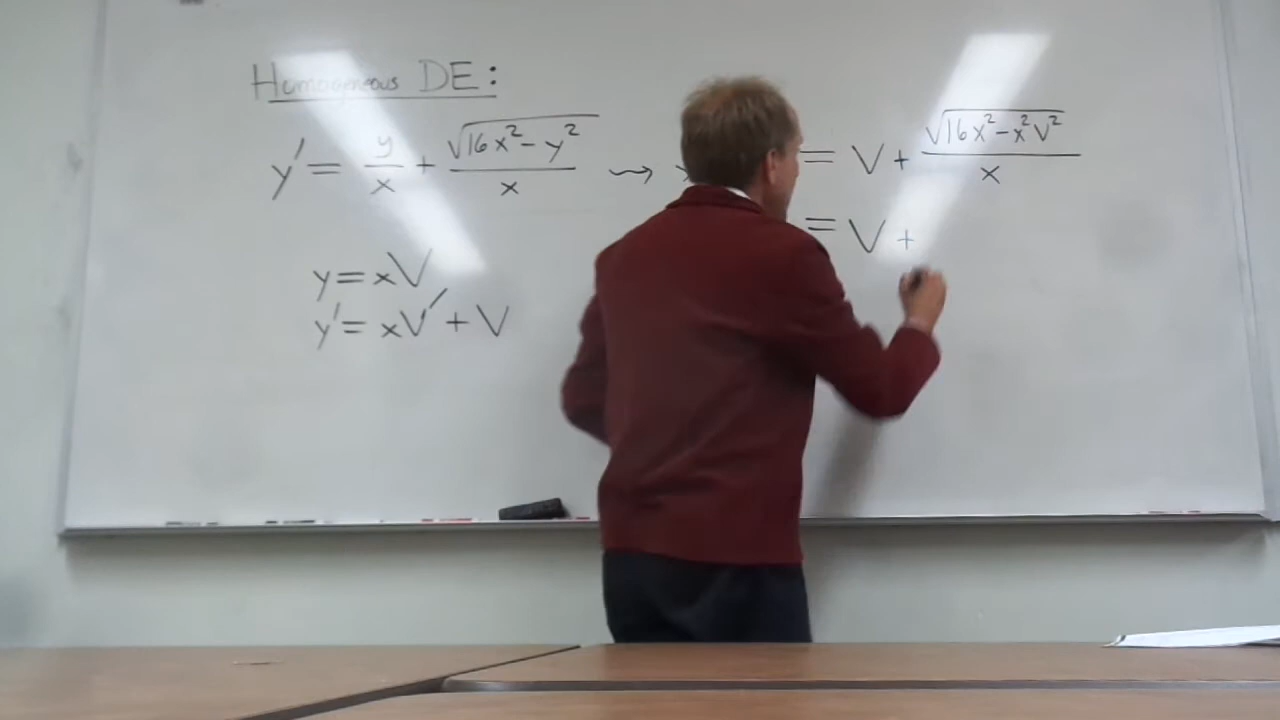 Homogeneous DE:
y' = y/x + √(16x² - y²)/x ⇝ x = V + √(16x² - x²V²)/x
= V +
y = xV
y' = xV' + V